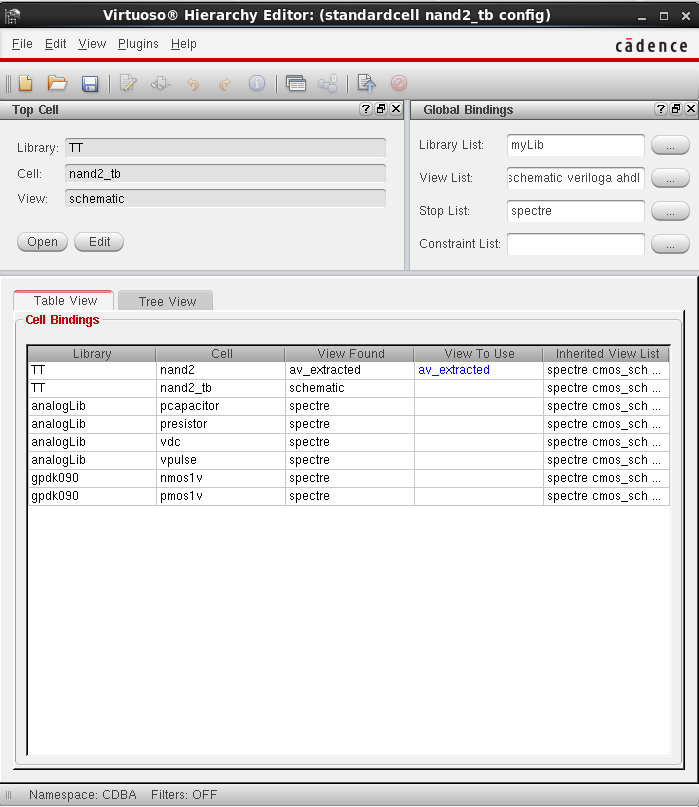 Virtuoso® Hierarchy Editor: (standardcell nand2_tb config)
File Edit View Plugins Help
cādence
Top Cell
Library: TT
Cell: nand2_tb
View: schematic
Open Edit
Global Bindings
Library List: myLib ...
View List: schematic veriloga ahdl ...
Stop List: spectre ...
Constraint List: ...
Table View Tree View
Cell Bindings
Library Cell View Found View To Use Inherited View List
TT nand2 av_extracted av_extracted spectre cmos_sch ...
TT nand2_tb schematic spectre cmos_sch ...
analogLib pcapacitor spectre spectre cmos_sch ...
analogLib presistor spectre spectre cmos_sch ...
analogLib vdc spectre spectre cmos_sch ...
analogLib vpulse spectre spectre cmos_sch ...
gpdk090 nmos1v spectre spectre cmos_sch ...
gpdk090 pmos1v spectre spectre cmos_sch ...
Namespace: CDBA Filters: OFF